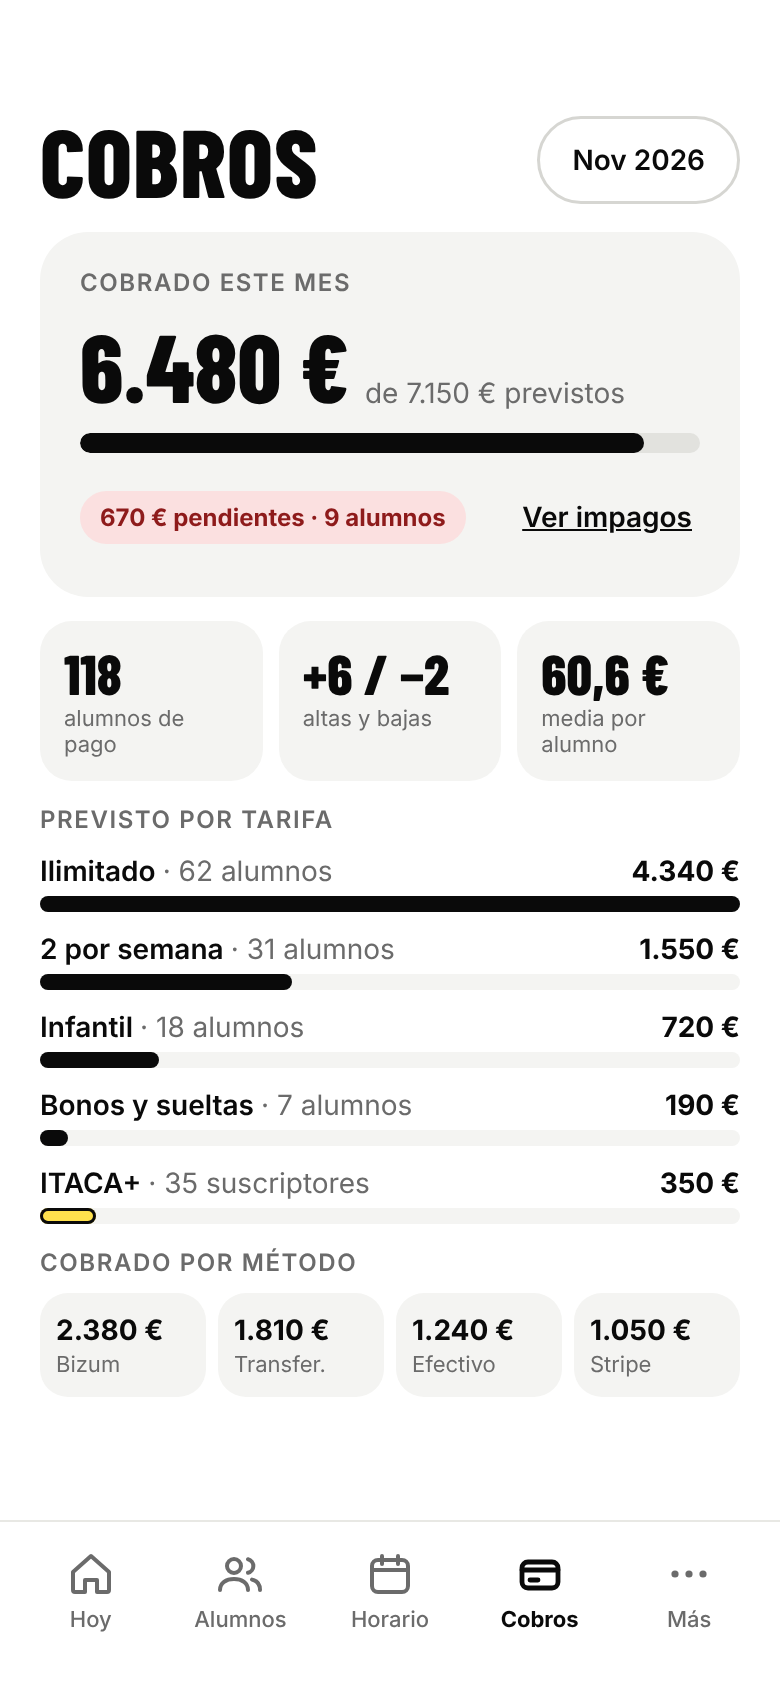 COBROS
Nov 2026
COBRADO ESTE MES
6.480 € de 7.150 € previstos
670 € pendientes · 9 alumnos
Ver impagos
118
alumnos de
pago
+6 / −2
altas y bajas
60,6 €
media por
alumno
PREVISTO POR TARIFA
Ilimitado · 62 alumnos
4.340 €
2 por semana · 31 alumnos
1.550 €
Infantil · 18 alumnos
720 €
Bonos y sueltas · 7 alumnos
190 €
ITACA+ · 35 suscriptores
350 €
COBRADO POR MÉTODO
2.380 €
Bizum
1.810 €
Transfer.
1.240 €
Efectivo
1.050 €
Stripe
Hoy
Alumnos
Horario
Cobros
Más